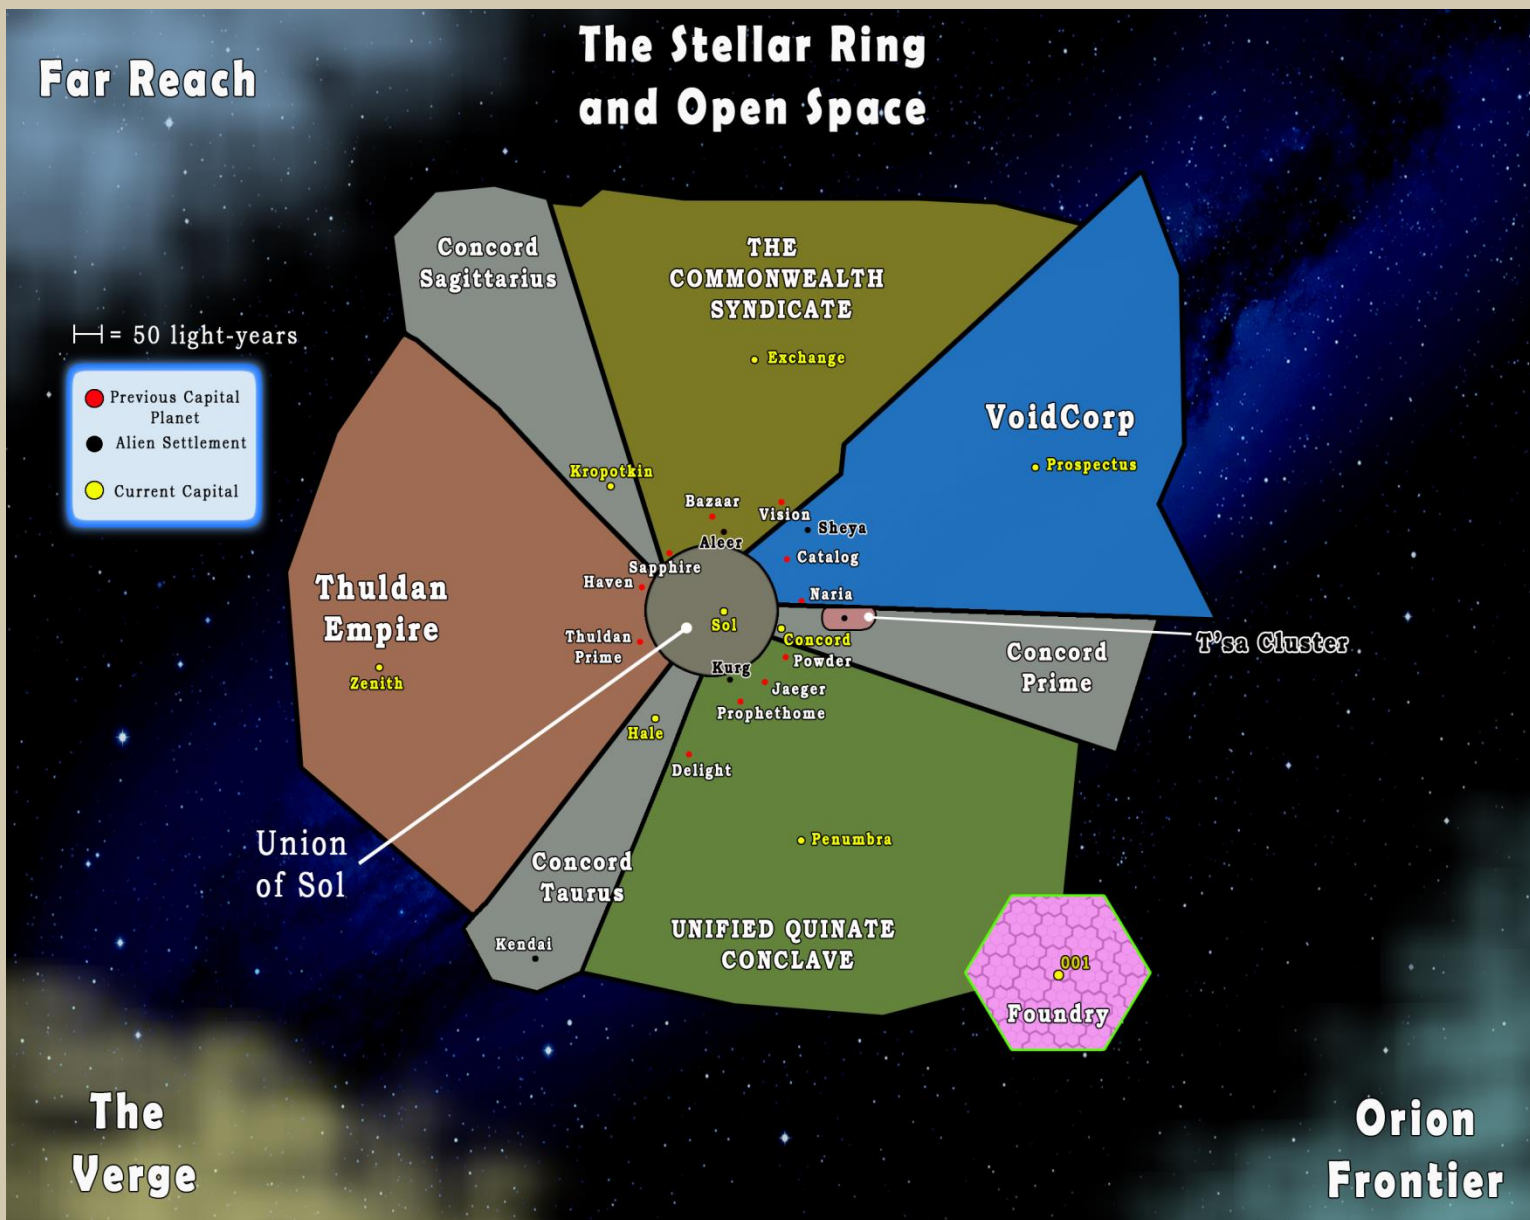 The Stellar Ring
and Open Space
Far Reach
= 50 light-years
Previous Capital
Planet
Alien Settlement
Current Capital
Concord
Sagittarius
THE
COMMONWEALTH
SYNDICATE
Exchange
VoidCorp
Prospectus
Kropotkin
Bazaar
Vision
Aleer
Sheya
Sapphire
Catalog
Haven
Naria
Thuldan
Empire
Zenith
Thuldan
Prime
Sol
Concord
T'sa Cluster
Concord
Prime
Kurg
Powder
Jaeger
Prophethome
Hale
Delight
Union
of Sol
Penumbra
Concord
Taurus
Kendai
UNIFIED QUINATE
CONCLAVE
001
Foundry
The
Verge
Orion
Frontier